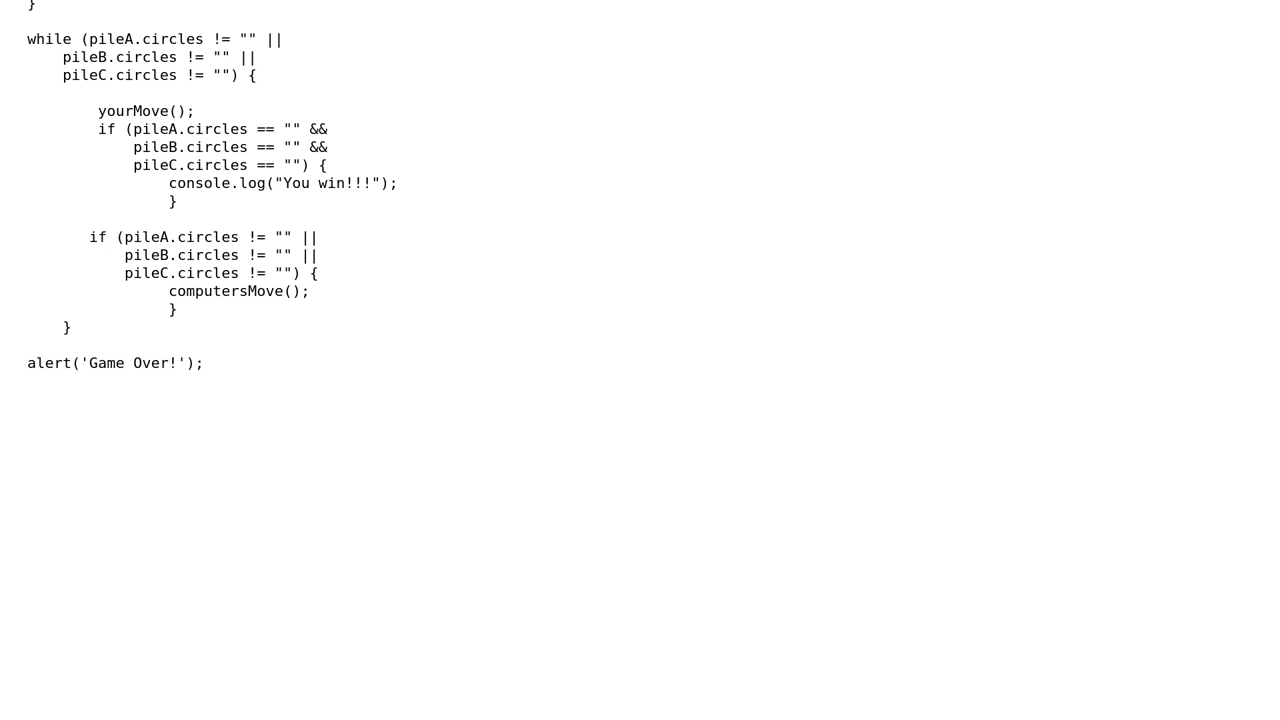 }
while (pileA.circles != "" ||
pileB.circles != "" ||
pileC.circles != "") {
yourMove();
if (pileA.circles == "" &&
pileB.circles == "" &&
pileC.circles == "") {
console.log("You win!!!");
}
if (pileA.circles != "" ||
pileB.circles != "" ||
pileC.circles != "") {
computersMove();
}
}
alert('Game Over!');